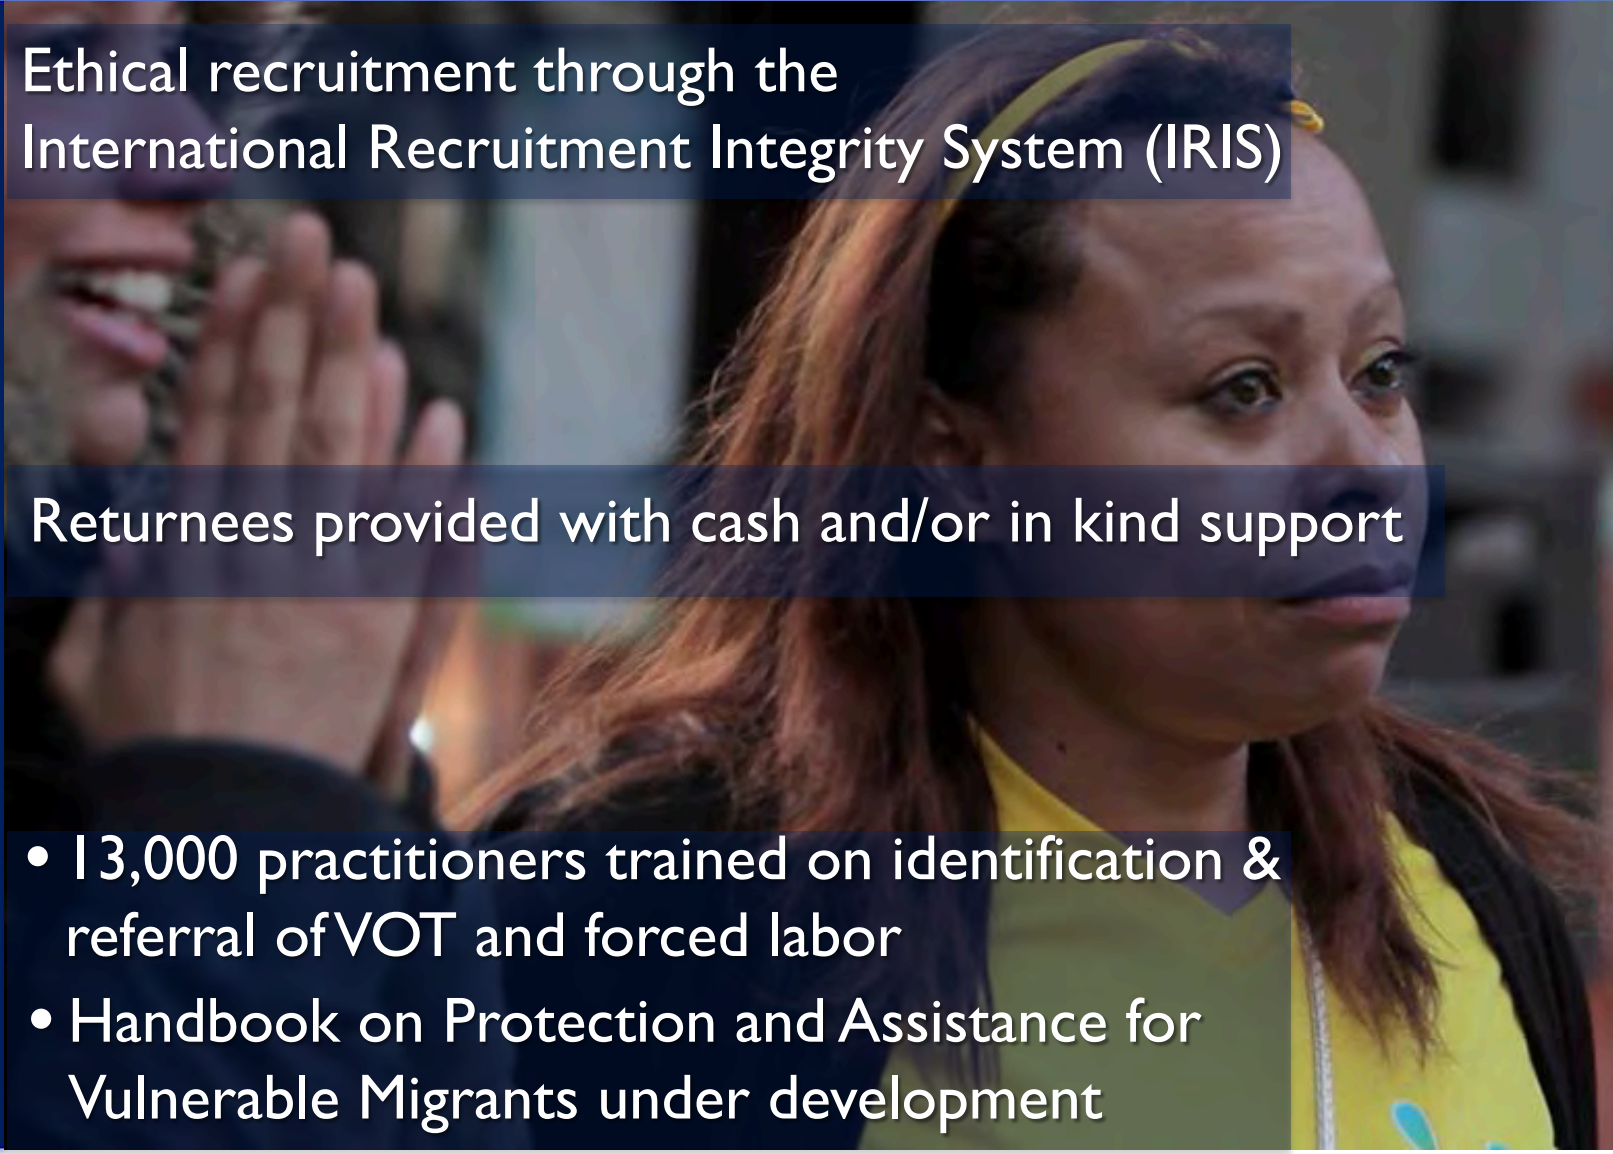 Ethical recruitment through the
International Recruitment Integrity System (IRIS)
Returnees provided with cash and/or in kind support
• 13,000 practitioners trained on identification &
referral of VOT and forced labor
• Handbook on Protection and Assistance for
Vulnerable Migrants under development